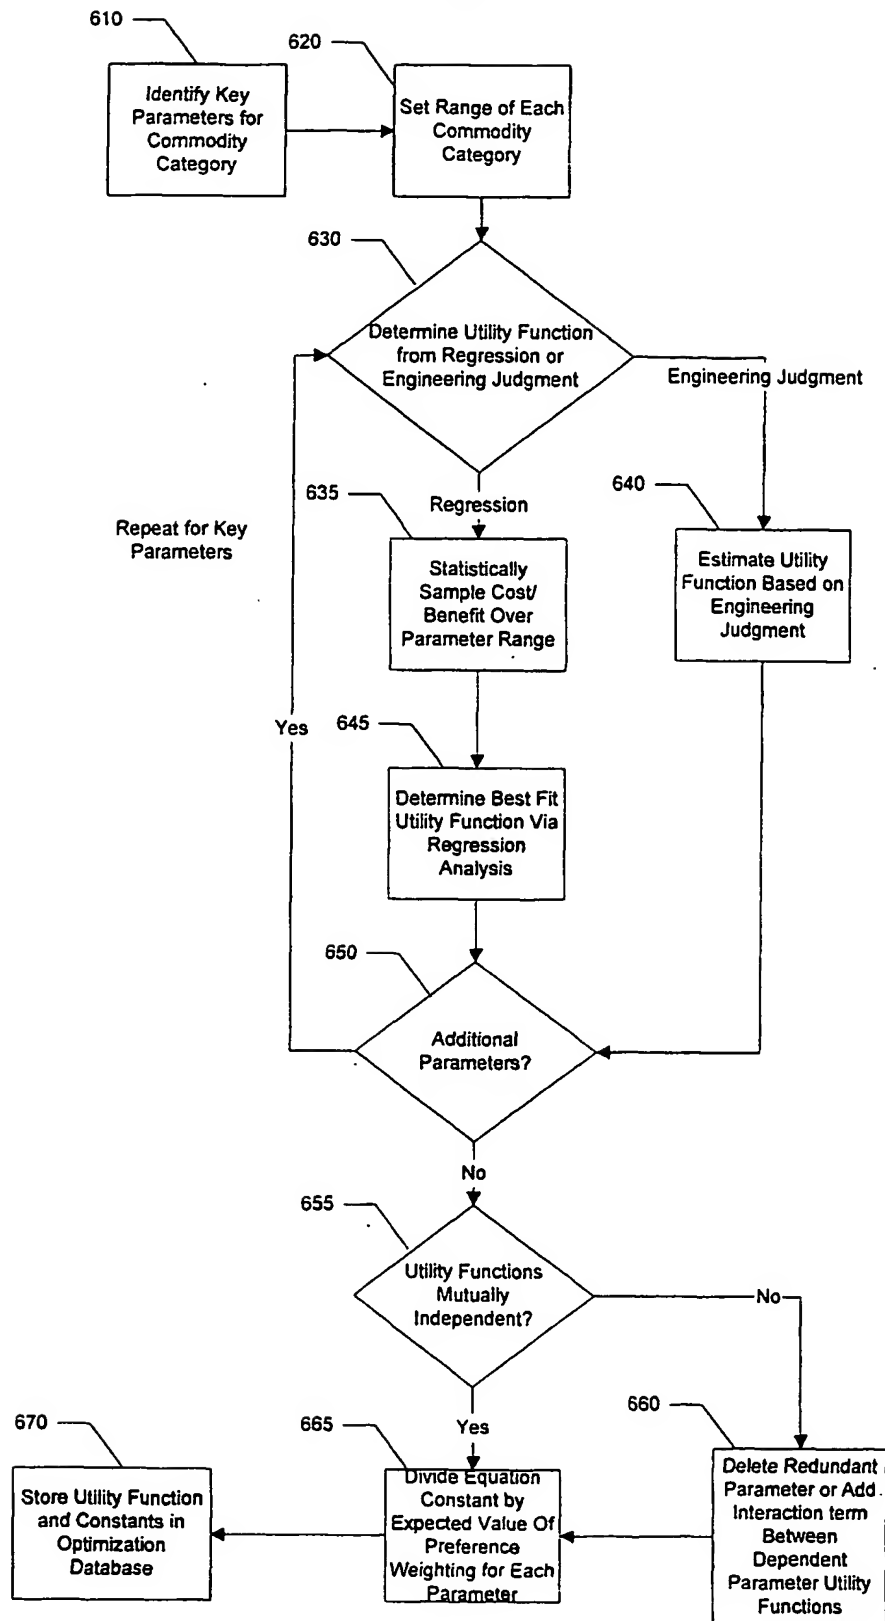 610
Identify Key
Parameters for
Commodity
Category
620
Set Range of Each
Commodity
Category
630
Determine Utility Function
from Regression or
Engineering Judgment
Engineering Judgment
Regression
635
Statistically
Sample Cost/
Benefit Over
Parameter Range
640
Estimate Utility
Function Based on
Engineering
Judgment
Repeat for Key
Parameters
Yes
645
Determine Best Fit
Utility Function Via
Regression
Analysis
650
Additional
Parameters?
No
655
Utility Functions
Mutually
Independent?
No
Yes
660
Delete Redundant
Parameter or Add
Interaction term
Between
Dependent
Parameter Utility
Functions
665
Divide Equation
Constant by
Expected Value Of
Preference
Weighting for Each
Parameter
670
Store Utility Function
and Constants in
Optimization
Database